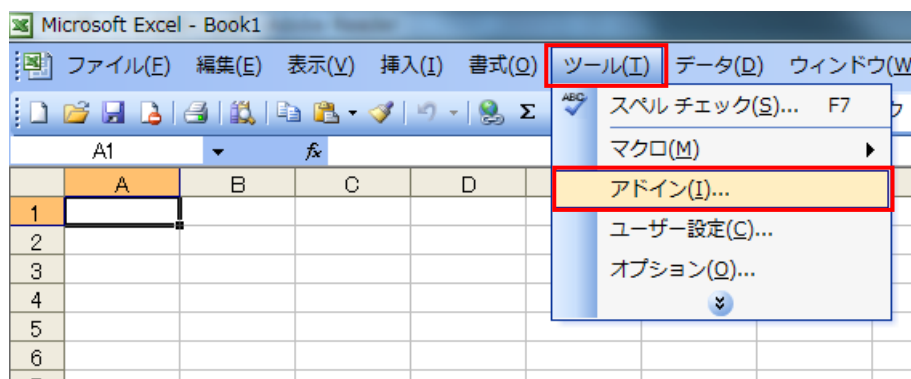 Microsoft Excel - Book1
ファイル(F) 編集(E) 表示(V) 挿入(I) 書式(O) ツール(T) データ(D) ウィンドウ(W
Σ ABC スペル チェック(S)... F7
A1 fx マクロ(M)
A B C D アドイン(I)...
1
2 ユーザー設定(C)...
3 オプション(O)...
4
5
6